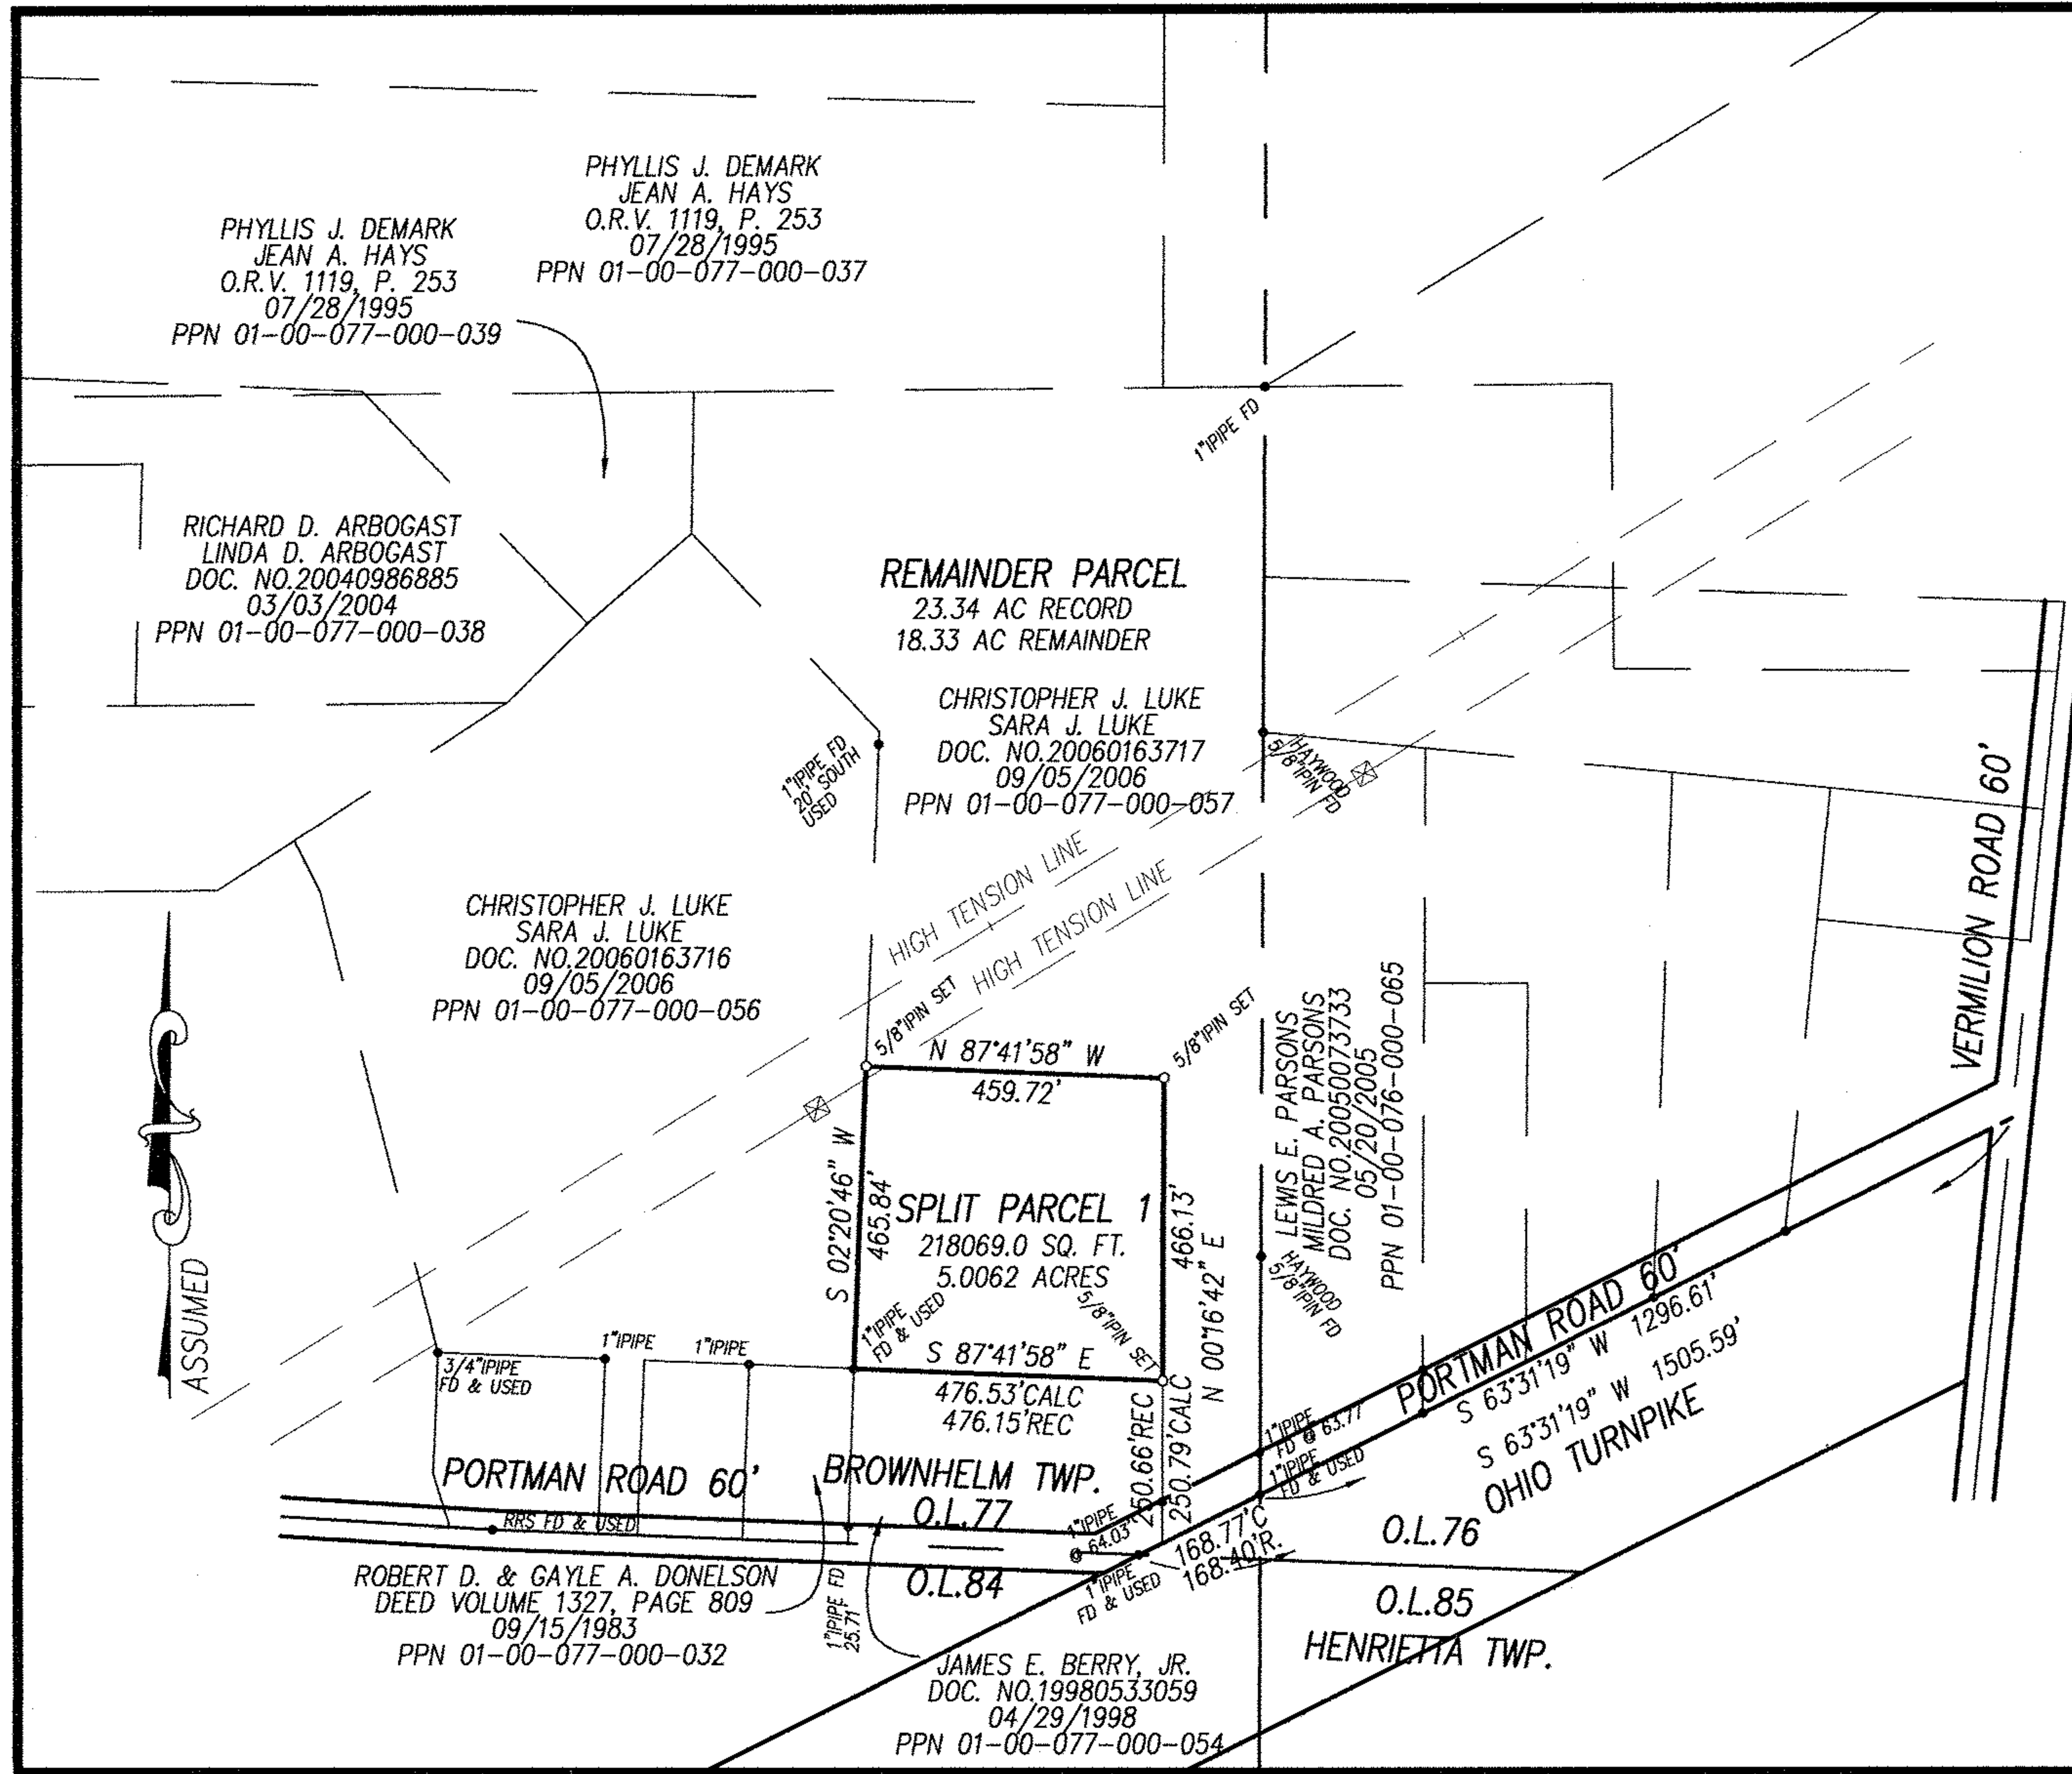 PHYLLIS J. DEMARK
JEAN A. HAYS
O.R.V. 1119, P. 253
07/28/1995
PPN 01-00-077-000-037
PHYLLIS J. DEMARK
JEAN A. HAYS
O.R.V. 1119, P. 253
07/28/1995
PPN 01-00-077-000-039
1"IPIPE FD
RICHARD D. ARBOGAST
LINDA D. ARBOGAST
DOC. NO.20040986885
03/03/2004
PPN 01-00-077-000-038
REMAINDER PARCEL
23.34 AC RECORD
18.33 AC REMAINDER
CHRISTOPHER J. LUKE
SARA J. LUKE
DOC. NO.20060163717
09/05/2006
PPN 01-00-077-000-057
1"IPIPE FD
20' SOUTH
USED
HAYWOOD
5/8"IPIN FD
VERMILION ROAD 60'
HIGH TENSION LINE
HIGH TENSION LINE
CHRISTOPHER J. LUKE
SARA J. LUKE
DOC. NO.20060163716
09/05/2006
PPN 01-00-077-000-056
5/8"IPIN SET
5/8"IPIN SET
N 87°41'58" W
459.72'
LEWIS E. PARSONS
MILDRED A. PARSONS
DOC. NO.20050073733
05/20/2005
PPN 01-00-076-000-065
S 02°20'46" W
465.84'
SPLIT PARCEL 1
218069.0 SQ. FT.
5.0062 ACRES
466.13'
N 00°16'42" E
ASSUMED
HAYWOOD
5/8"IPIN FD
1"IPIPE
FD & USED
5/8"IPIN SET
S 87°41'58" E
476.53'CALC
476.15'REC
3/4"IPIPE
FD & USED
1"IPIPE
1"IPIPE
250.66'REC
250.79'CALC
PORTMAN ROAD 60'
S 63°31'19" W 1296.61'
S 63°31'19" W 1505.59'
OHIO TURNPIKE
1"IPIPE
FD @ 63.77
1"IPIPE
FD & USED
PORTMAN ROAD 60'
BROWNHELM TWP.
O.L.77
RRS FD & USED
1"IPIPE
@ 64.03'
168.77'C
168.40'R.
O.L.76
O.L.84
1"IPIPE
FD & USED
O.L.85
HENRIETTA TWP.
ROBERT D. & GAYLE A. DONELSON
DEED VOLUME 1327, PAGE 809
09/15/1983
PPN 01-00-077-000-032
1"IPIPE FD
25.71
JAMES E. BERRY, JR.
DOC. NO.19980533059
04/29/1998
PPN 01-00-077-000-054